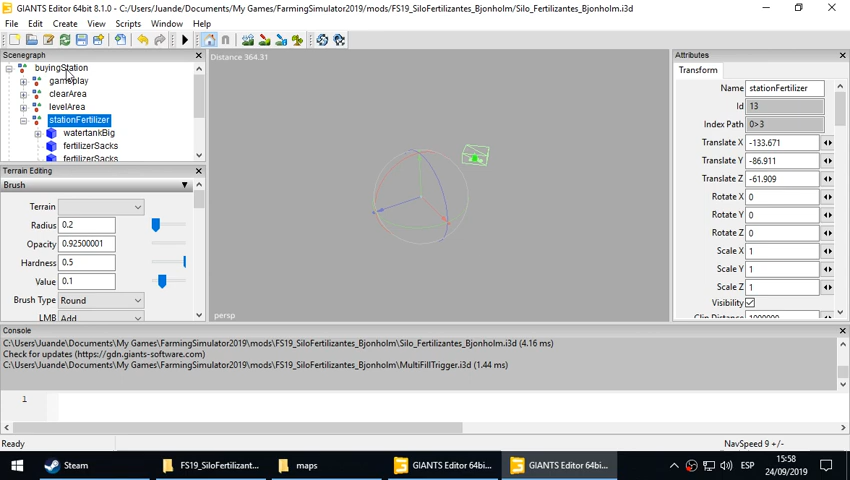 GIANTS Editor 64bit 8.1.0 - C:/Users/Juande/Documents/My Games/FarmingSimulator2019/mods/FS19_SiloFertilizantes_Bjonholm/Silo_Fertilizantes_Bjonholm.i3d
File Edit Create View Scripts Window Help
Scenegraph
buyingStation
gameplay
clearArea
levelArea
stationFertilizer
watertankBig
fertilizerSacks
fertilizerSacks
Terrain Editing
Brush
Terrain
Radius 0.2
Opacity 0.92500001
Hardness 0.5
Value 0.1
Brush Type Round
LMB Add
Distance 364.31
persp
Attributes
Transform
Name stationFertilizer
Id 13
Index Path 0>3
Translate X -133.671
Translate Y -86.911
Translate Z -61.909
Rotate X 0
Rotate Y 0
Rotate Z 0
Scale X 1
Scale Y 1
Scale Z 1
Visibility
Clip Distance 1000000
Console
C:\Users\Juande\Documents\My Games\FarmingSimulator2019\mods\FS19_SiloFertilizantes_Bjonholm\Silo_Fertilizantes_Bjonholm.i3d (4.16 ms)
Check for updates (https://gdn.giants-software.com)
C:\Users\Juande\Documents\My Games\FarmingSimulator2019\mods\FS19_SiloFertilizantes_Bjonholm\MultiFillTrigger.i3d (1.44 ms)
1
Ready
NavSpeed 9 +/-
Steam
FS19_SiloFertilizant...
maps
GIANTS Editor 64bi...
GIANTS Editor 64bi...
ESP
15:58
24/09/2019